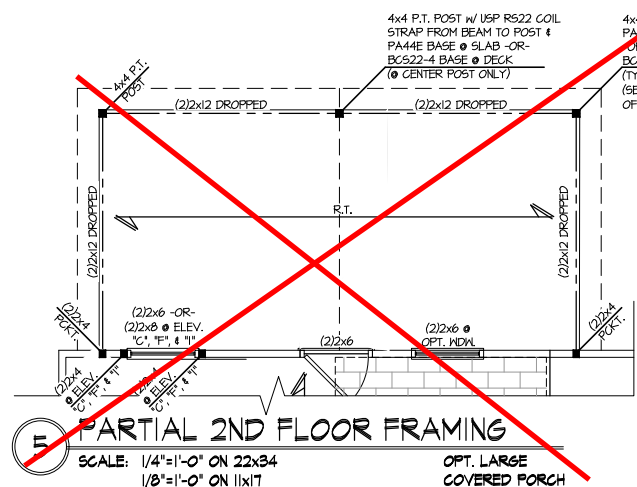 4x4 P.T. POST W/ USP RS22 COIL
STRAP FROM BEAM TO POST &
PA44E BASE @ SLAB -OR-
BCS22-4 BASE @ DECK
(@ CENTER POST ONLY)
4x4 P.T.
POST
(2)2x12 DROPPED
(2)2x12 DROPPED
(2)2x12 DROPPED
(2)2x12 DROPPED
R.T.
(2)2x4
PCKT
(2)2x6 -OR-
(2)2x8 @ ELEV.
"C", "F", & "I"
(2)2x6
(2)2x6 @
OPT. WDW.
(2)2x4
PCKT.
(2)2x4
@ ELEV.
"C", "F", & "I"
@ ELEV.
"C", "F", & "I"
5
PARTIAL 2ND FLOOR FRAMING
SCALE: 1/4"=1'-0" ON 22x34
1/8"=1'-0" ON 11x17
OPT. LARGE
COVERED PORCH